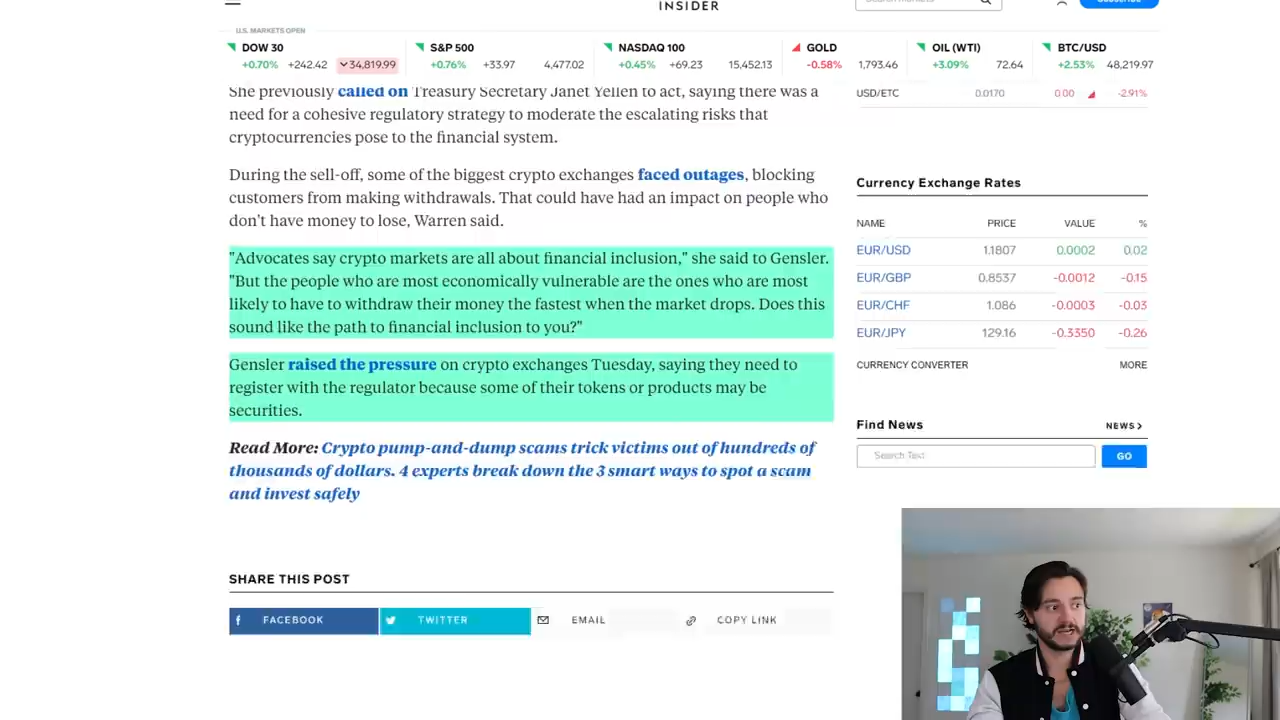 INSIDER
U.S. MARKETS OPEN
DOW 30
+0.70% +242.42 34,819.99
S&P 500
+0.76% +33.97 4,477.02
NASDAQ 100
+0.45% +69.23 15,452.13
GOLD
-0.58% 1,793.46
OIL (WTI)
+3.09% 72.64
BTC/USD
+2.53% 48,219.97
She previously called on Treasury Secretary Janet Yellen to act, saying there was a
need for a cohesive regulatory strategy to moderate the escalating risks that
cryptocurrencies pose to the financial system.
During the sell-off, some of the biggest crypto exchanges faced outages, blocking
customers from making withdrawals. That could have had an impact on people who
don't have money to lose, Warren said.
"Advocates say crypto markets are all about financial inclusion," she said to Gensler.
"But the people who are most economically vulnerable are the ones who are most
likely to have to withdraw their money the fastest when the market drops. Does this
sound like the path to financial inclusion to you?"
Gensler raised the pressure on crypto exchanges Tuesday, saying they need to
register with the regulator because some of their tokens or products may be
securities.
Read More: Crypto pump-and-dump scams trick victims out of hundreds of
thousands of dollars. 4 experts break down the 3 smart ways to spot a scam
and invest safely
SHARE THIS POST
FACEBOOK TWITTER EMAIL COPY LINK
USD/ETC 0.0170 0.00 -2.91%
Currency Exchange Rates
NAME PRICE VALUE %
EUR/USD 1.1807 0.0002 0.02
EUR/GBP 0.8537 -0.0012 -0.15
EUR/CHF 1.086 -0.0003 -0.03
EUR/JPY 129.16 -0.3350 -0.26
CURRENCY CONVERTER MORE
Find News NEWS >
Search Text GO